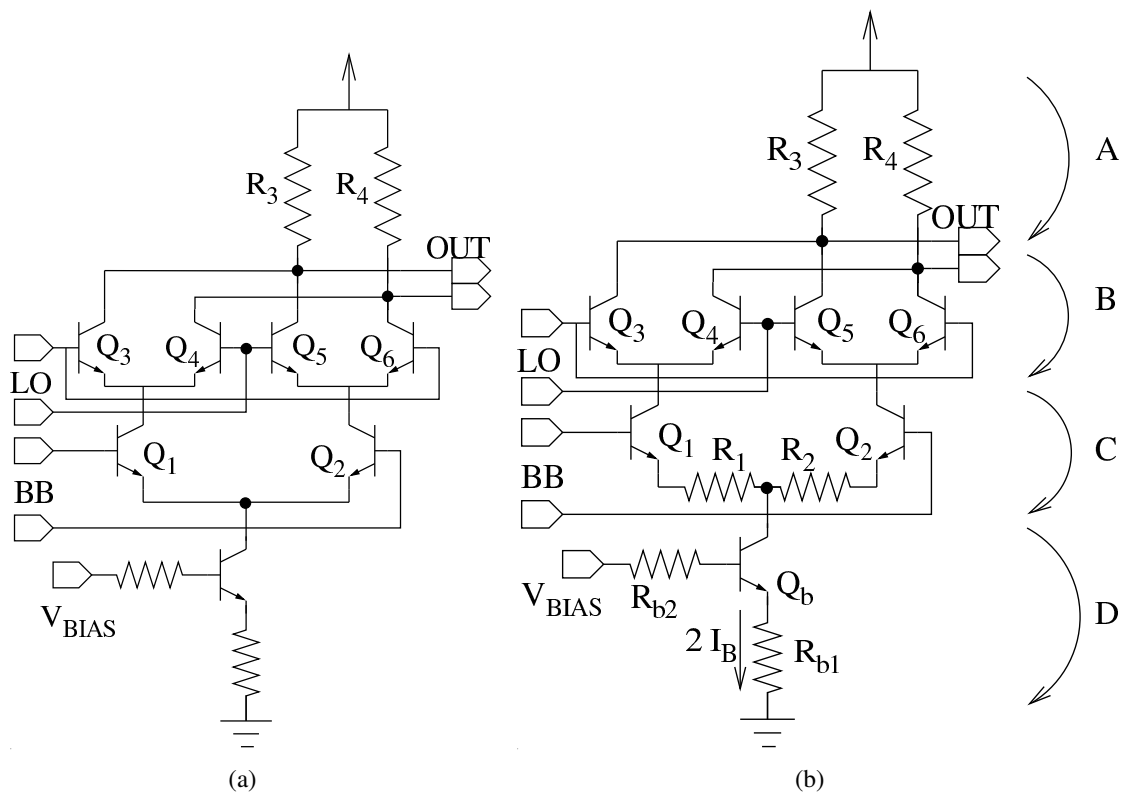 R3
R4
OUT
Q3
Q4
Q5
Q6
LO
Q1
Q2
BB
VBIAS
(a)
R3
R4
A
OUT
B
Q3
Q4
Q5
Q6
LO
Q1
R1
R2
Q2
C
BB
VBIAS
Rb2
Qb
D
2 IB
Rb1
(b)